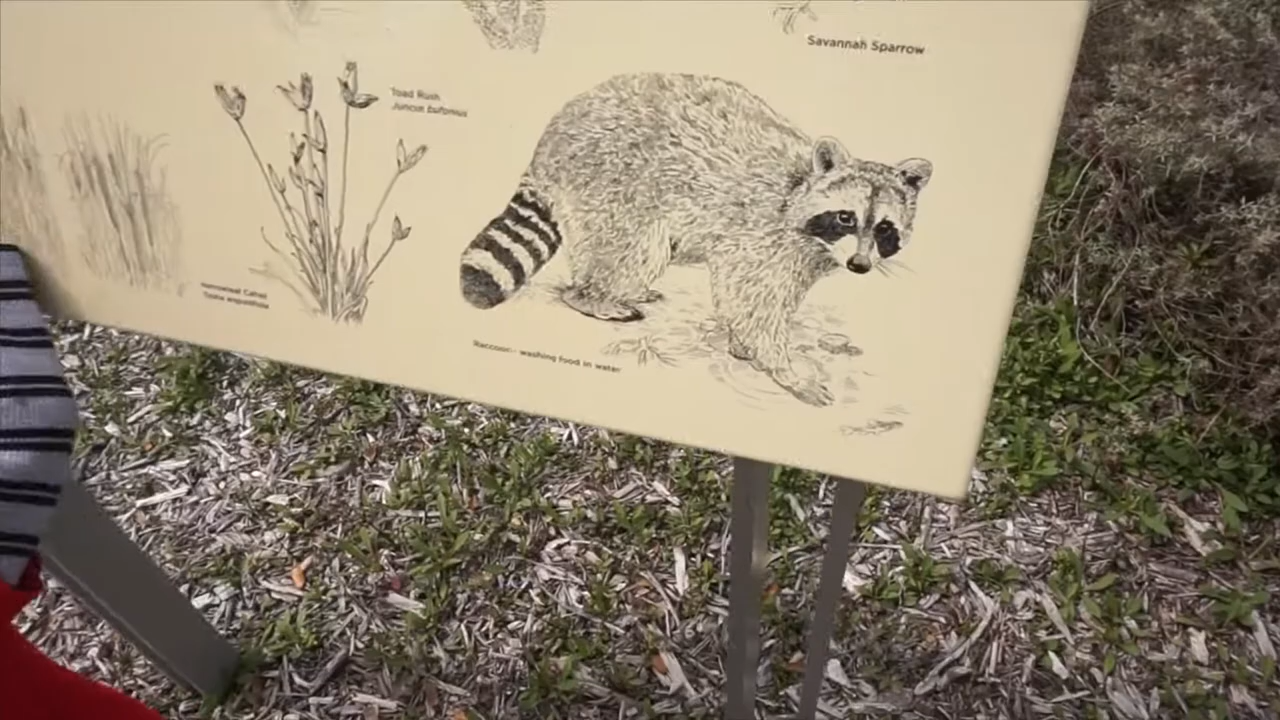 Savannah Sparrow
Toad Rush
Juncus bufonius
Narrowleaf Cattail
Typha angustifolia
Raccoon - washing food in water